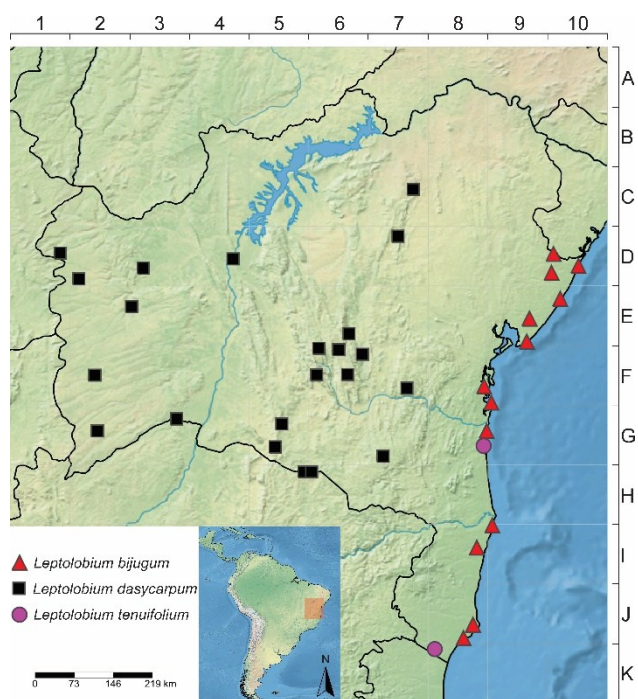 1 2 3 4 5 6 7 8 9 10
A
B
C
D
E
F
G
H
I
J
K
Leptolobium bijugum
Leptolobium dasycarpum
Leptolobium tenuifolium
N
0 73 146 219 km